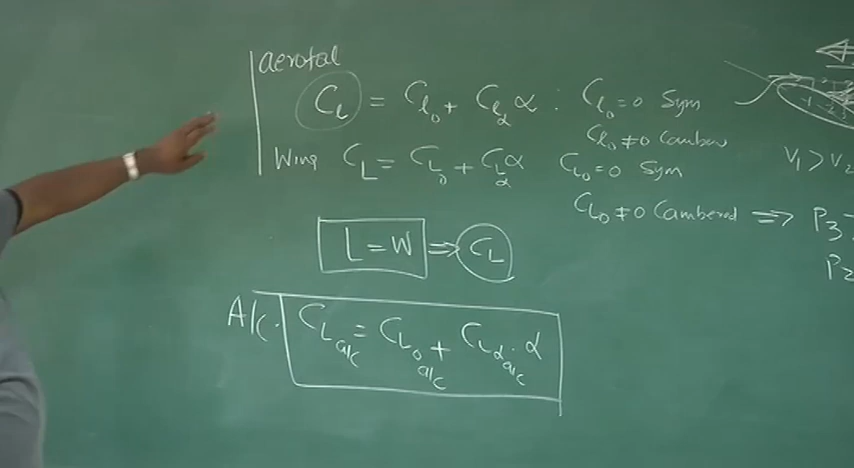 aerofoil
C_l = C_l0 + C_lα α : C_l0 = 0 Sym
C_l0 ≠ 0 Camber
Wing C_L = C_L0 + C_Lα α C_L0 = 0 Sym
C_L0 ≠ 0 Cambered ⇒ P3
V1 > V2
P2
L = W ⇒ C_L
A/c. C_L a/c = C_L0 a/c + C_Lα a/c · α